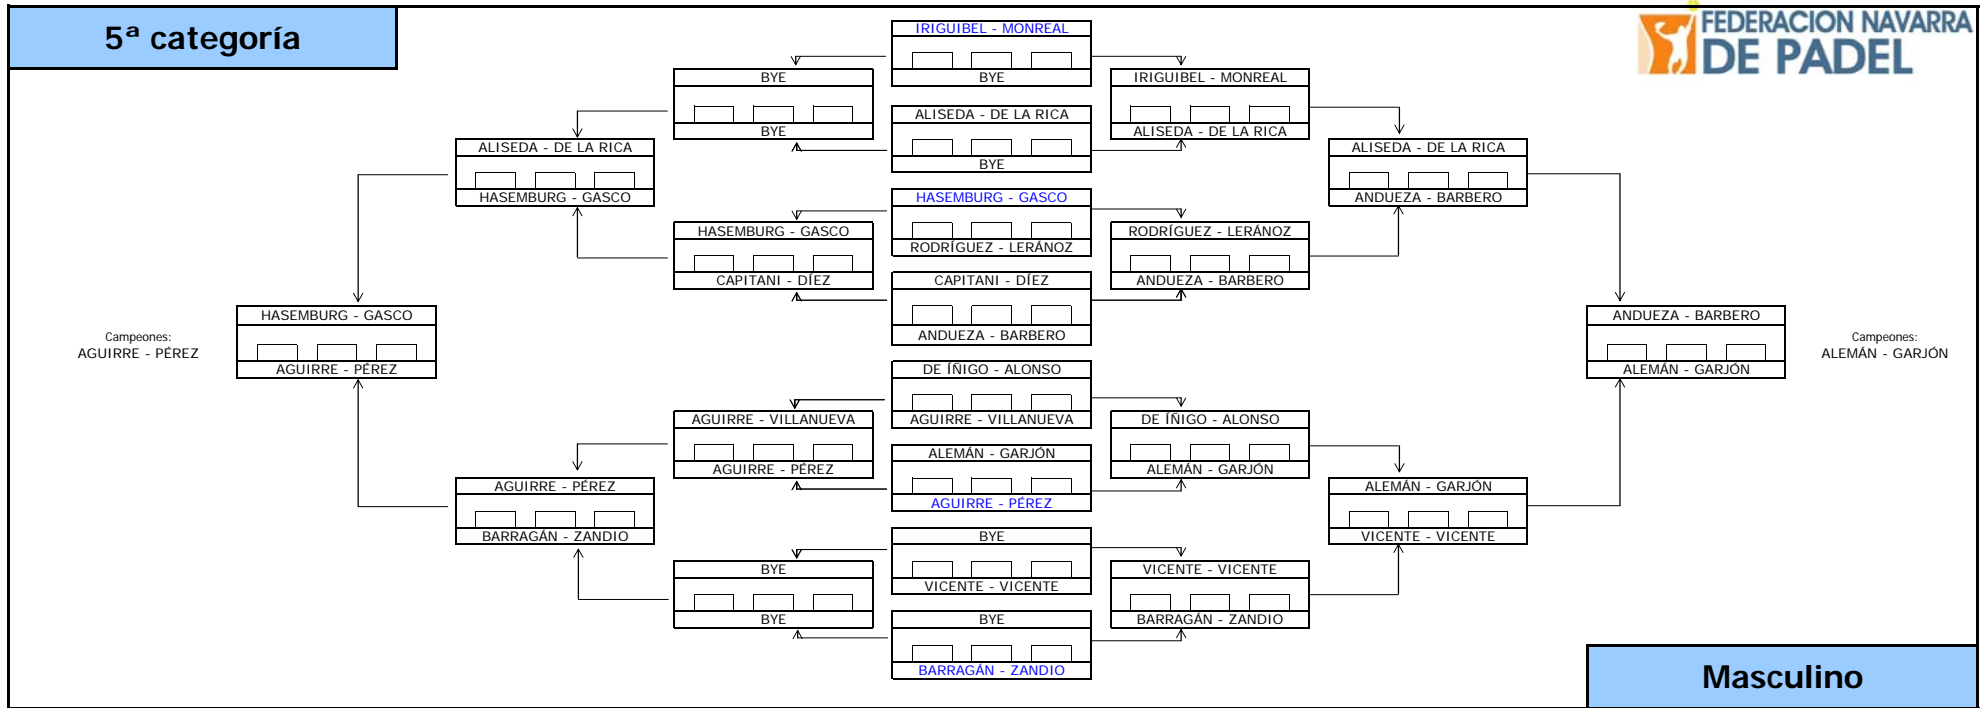 5ª categoría
FEDERACION NAVARRA
DE PADEL
IRIGUIBEL - MONREAL
BYE
ALISEDA - DE LA RICA
BYE
HASEMBURG - GASCO
RODRÍGUEZ - LERÁNOZ
CAPITANI - DÍEZ
ANDUEZA - BARBERO
DE ÍÑIGO - ALONSO
AGUIRRE - VILLANUEVA
ALEMÁN - GARJÓN
AGUIRRE - PÉREZ
BYE
VICENTE - VICENTE
BYE
BARRAGÁN - ZANDIO
BYE
BYE
HASEMBURG - GASCO
CAPITANI - DÍEZ
AGUIRRE - VILLANUEVA
AGUIRRE - PÉREZ
BYE
BYE
ALISEDA - DE LA RICA
HASEMBURG - GASCO
AGUIRRE - PÉREZ
BARRAGÁN - ZANDIO
HASEMBURG - GASCO
AGUIRRE - PÉREZ
Campeones:
AGUIRRE - PÉREZ
IRIGUIBEL - MONREAL
ALISEDA - DE LA RICA
RODRÍGUEZ - LERÁNOZ
ANDUEZA - BARBERO
DE ÍÑIGO - ALONSO
ALEMÁN - GARJÓN
VICENTE - VICENTE
BARRAGÁN - ZANDIO
ALISEDA - DE LA RICA
ANDUEZA - BARBERO
ALEMÁN - GARJÓN
VICENTE - VICENTE
ANDUEZA - BARBERO
ALEMÁN - GARJÓN
Campeones:
ALEMÁN - GARJÓN
Masculino